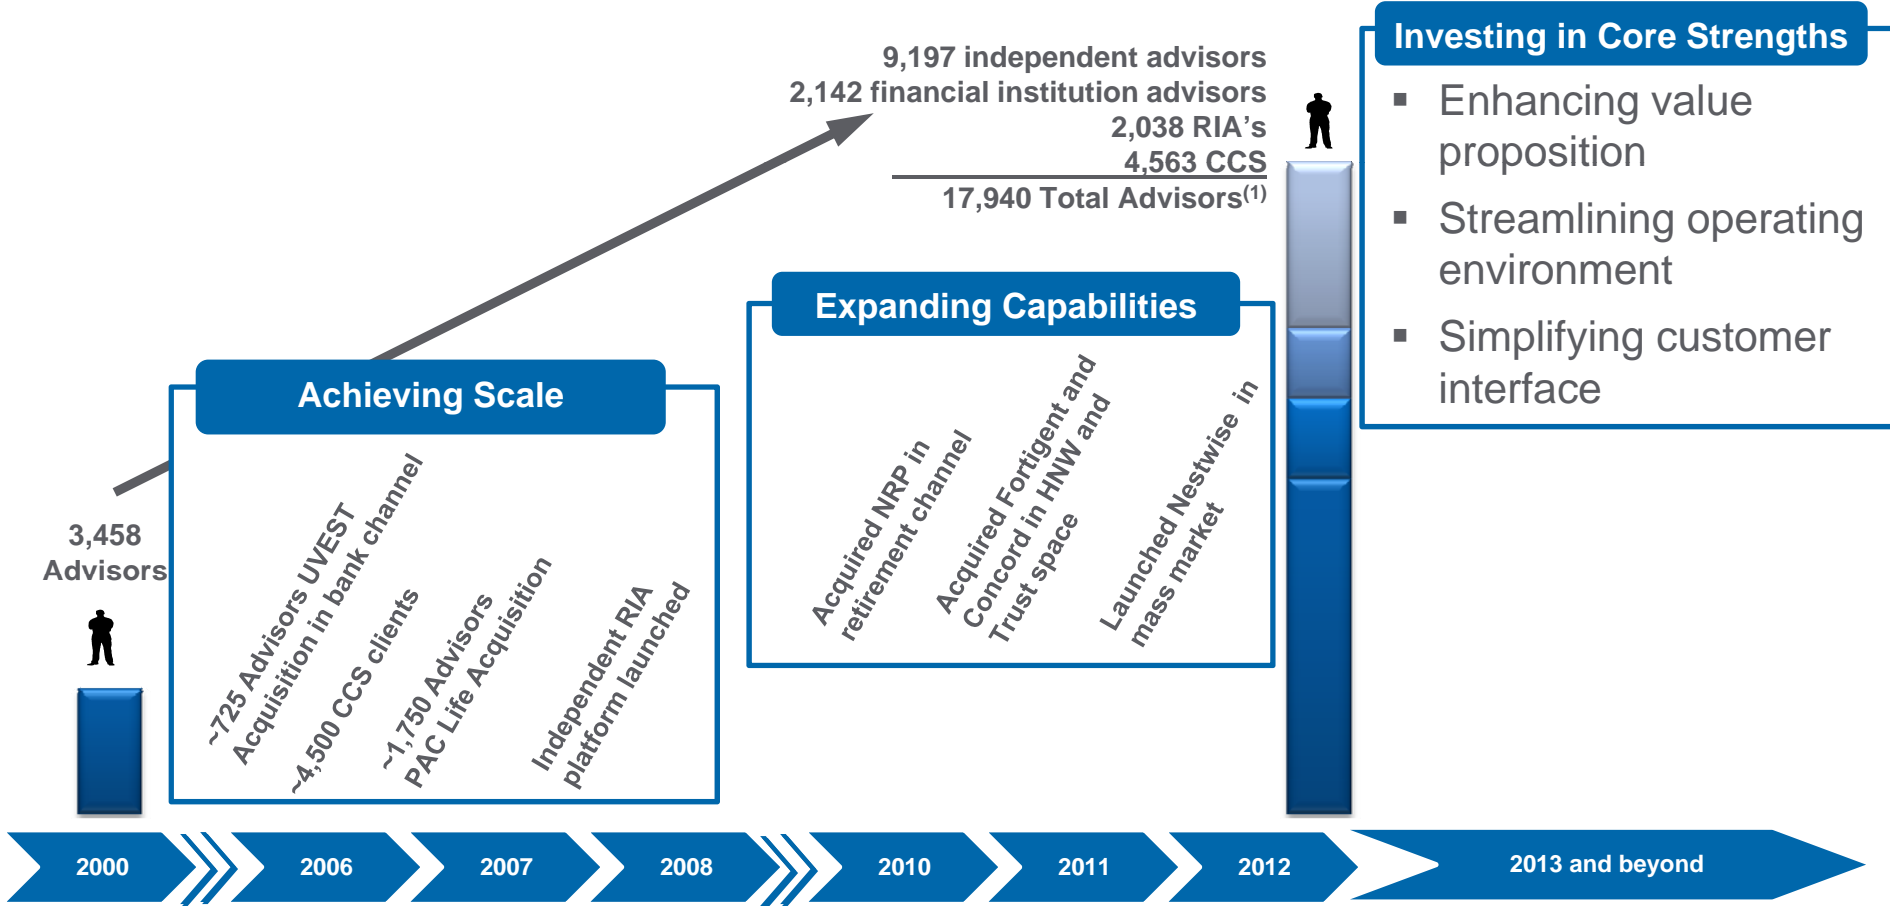 9,197 independent advisors
2,142 financial institution advisors
2,038 RIA’s
4,563 CCS
17,940 Total Advisors(1)
Investing in Core Strengths
▪ Enhancing value
proposition
▪ Streamlining operating
environment
▪ Simplifying customer
interface
Expanding Capabilities
Acquired NRP in
retirement channel
Acquired Fortigent and
Concord in HNW and
Trust space
Launched Nestwise in
mass market
Achieving Scale
~725 Advisors UVEST
Acquisition in bank channel
~4,500 CCS clients
~1,750 Advisors
PAC Life Acquisition
Independent RIA
platform launched
3,458
Advisors
2000
2006
2007
2008
2010
2011
2012
2013 and beyond